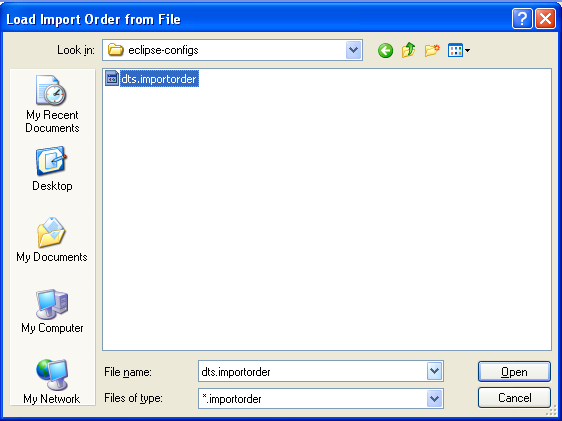 Load Import Order from File
Look in: eclipse-configs
dts.importorder
My Recent
Documents
Desktop
My Documents
My Computer
My Network
File name: dts.importorder Open
Files of type: *.importorder Cancel